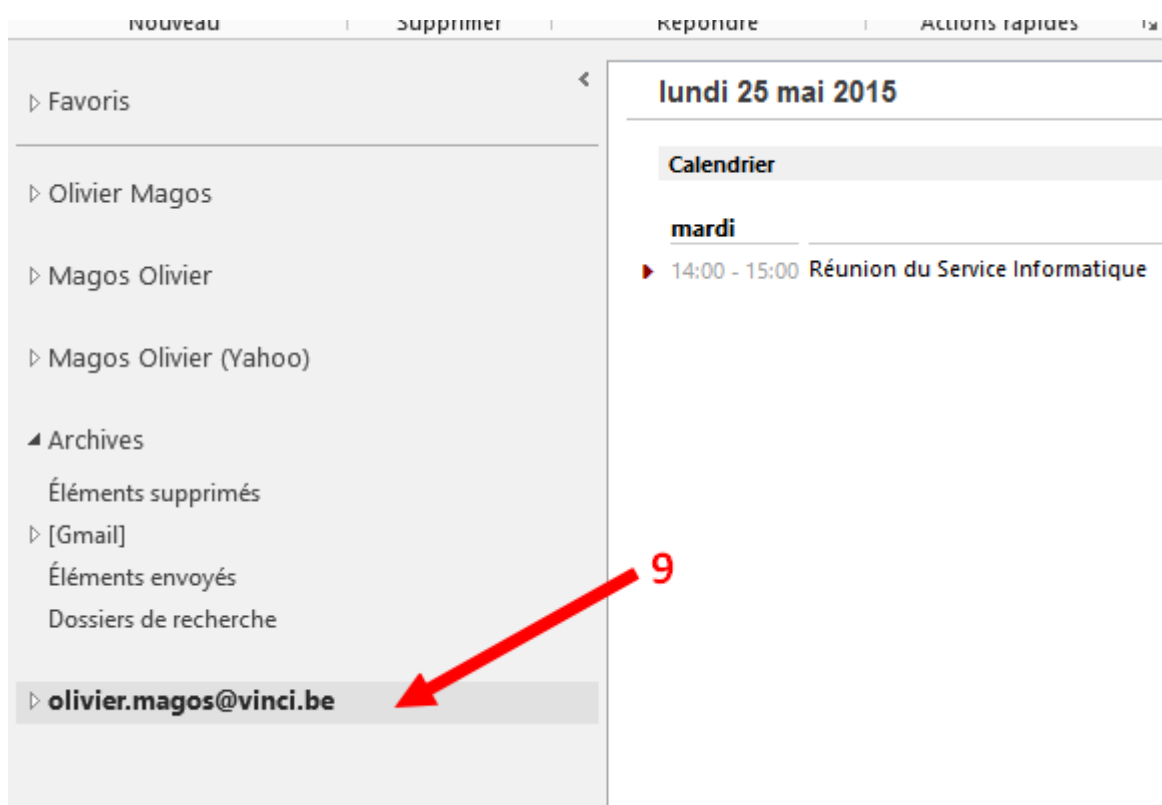 Nouveau
Supprimer
Répondre
Actions rapides
Favoris
Olivier Magos
Magos Olivier
Magos Olivier (Yahoo)
Archives
Éléments supprimés
[Gmail]
Éléments envoyés
Dossiers de recherche
olivier.magos@vinci.be
lundi 25 mai 2015
Calendrier
mardi
14:00 - 15:00 Réunion du Service Informatique
9